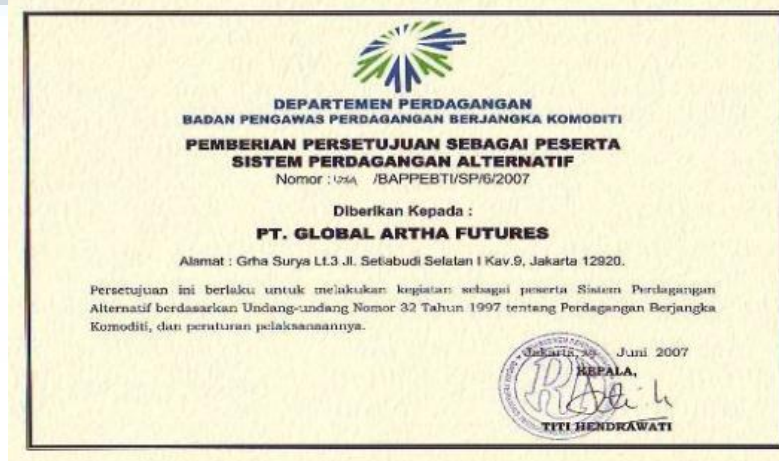 DEPARTEMEN PERDAGANGAN
BADAN PENGAWAS PERDAGANGAN BERJANGKA KOMODITI
PEMBERIAN PERSETUJUAN SEBAGAI PESERTA
SISTEM PERDAGANGAN ALTERNATIF
Nomor : /BAPPEBTI/SP/6/2007
Diberikan Kepada :
PT. GLOBAL ARTHA FUTURES
Alamat : Grha Surya Lt.3 Jl. Setiabudi Selatan I Kav.9, Jakarta 12920.
Persetujuan ini berlaku untuk melakukan kegiatan sebagai peserta Sistem Perdagangan
Alternatif berdasarkan Undang-undang Nomor 32 Tahun 1997 tentang Perdagangan Berjangka
Komoditi, dan peraturan pelaksanaannya.
Jakarta, Juni 2007
KEPALA,
TITI HENDRAWATI